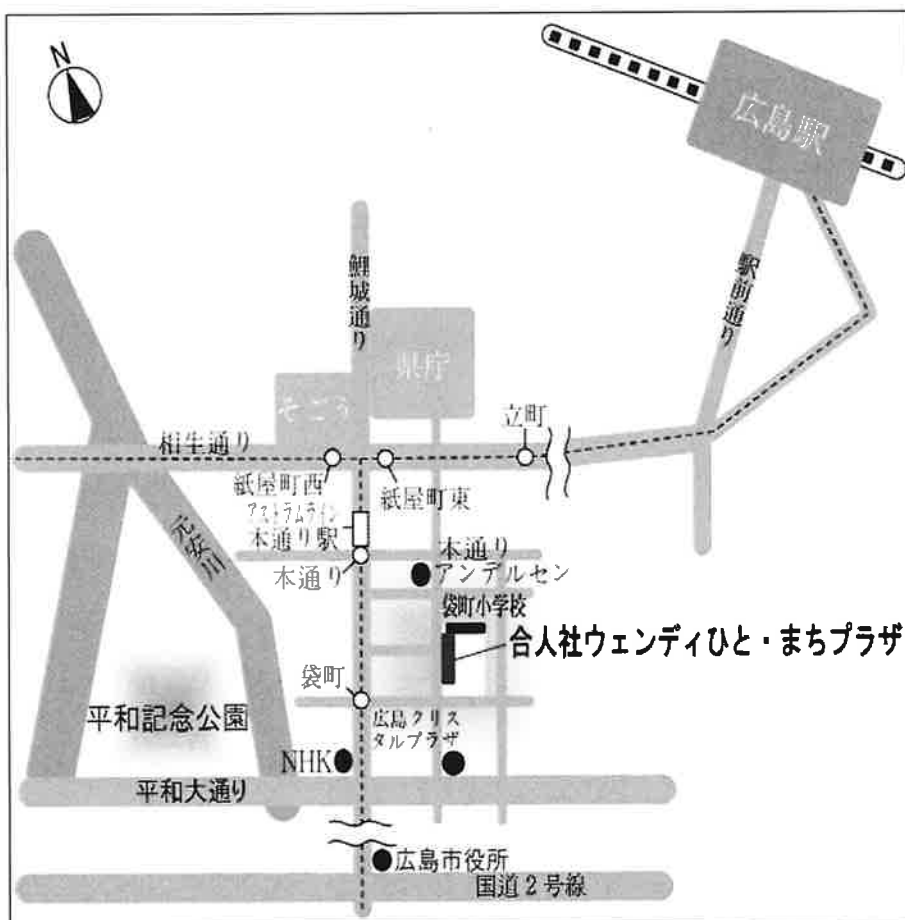 N
広島駅
鯉城通り
駅前通り
県庁
そごう
立町
相生通り
紙屋町西
紙屋町東
アストラムライン
本通り駅
元安川
本通り
本通り
アンデルセン
袋町小学校
合人社ウェンディひと・まちプラザ
袋町
平和記念公園
広島クリス
タルプラザ
NHK
平和大通り
広島市役所
国道2号線